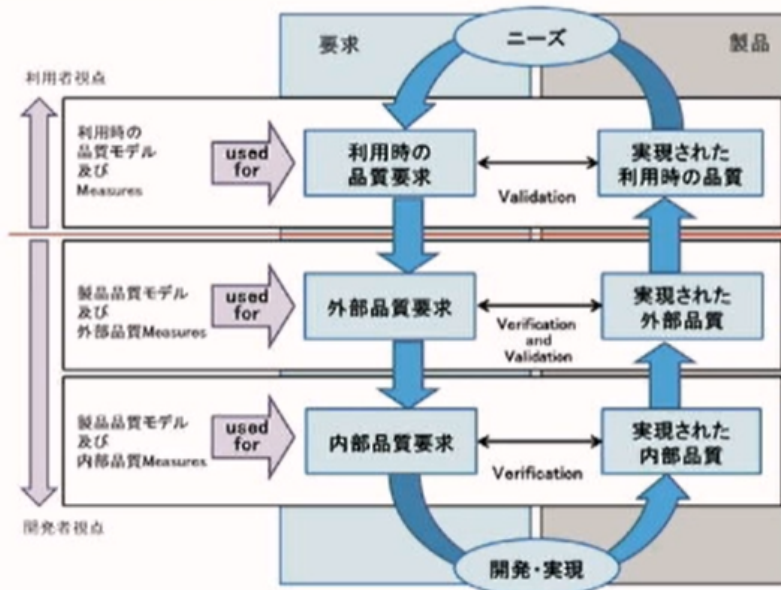 要求
ニーズ
製品
利用者視点
利用時の
品質モデル
及び
Measures
used
for
利用時の
品質要求
Validation
実現された
利用時の品質
製品品質モデル
及び
外部品質Measures
used
for
外部品質要求
Verification
and
Validation
実現された
外部品質
製品品質モデル
及び
内部品質Measures
used
for
内部品質要求
Verification
実現された
内部品質
開発者視点
開発・実現